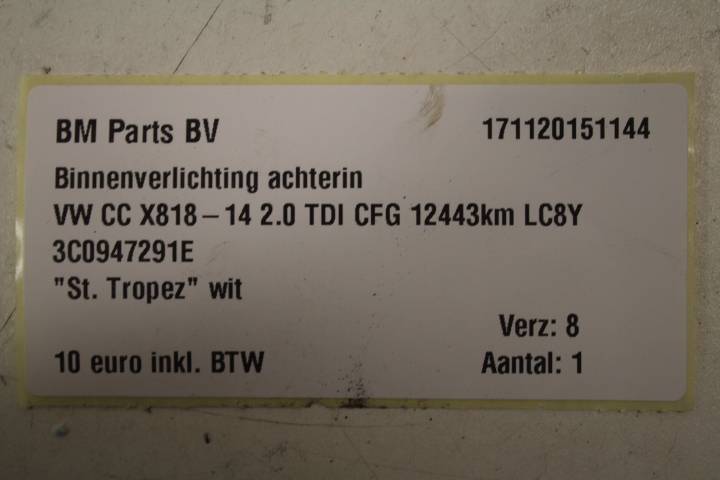 BM Parts BV 171120151144
Binnenverlichting achterin
VW CC X818 – 14 2.0 TDI CFG 12443km LC8Y
3C0947291E
"St. Tropez" wit
Verz: 8
10 euro inkl. BTW Aantal: 1